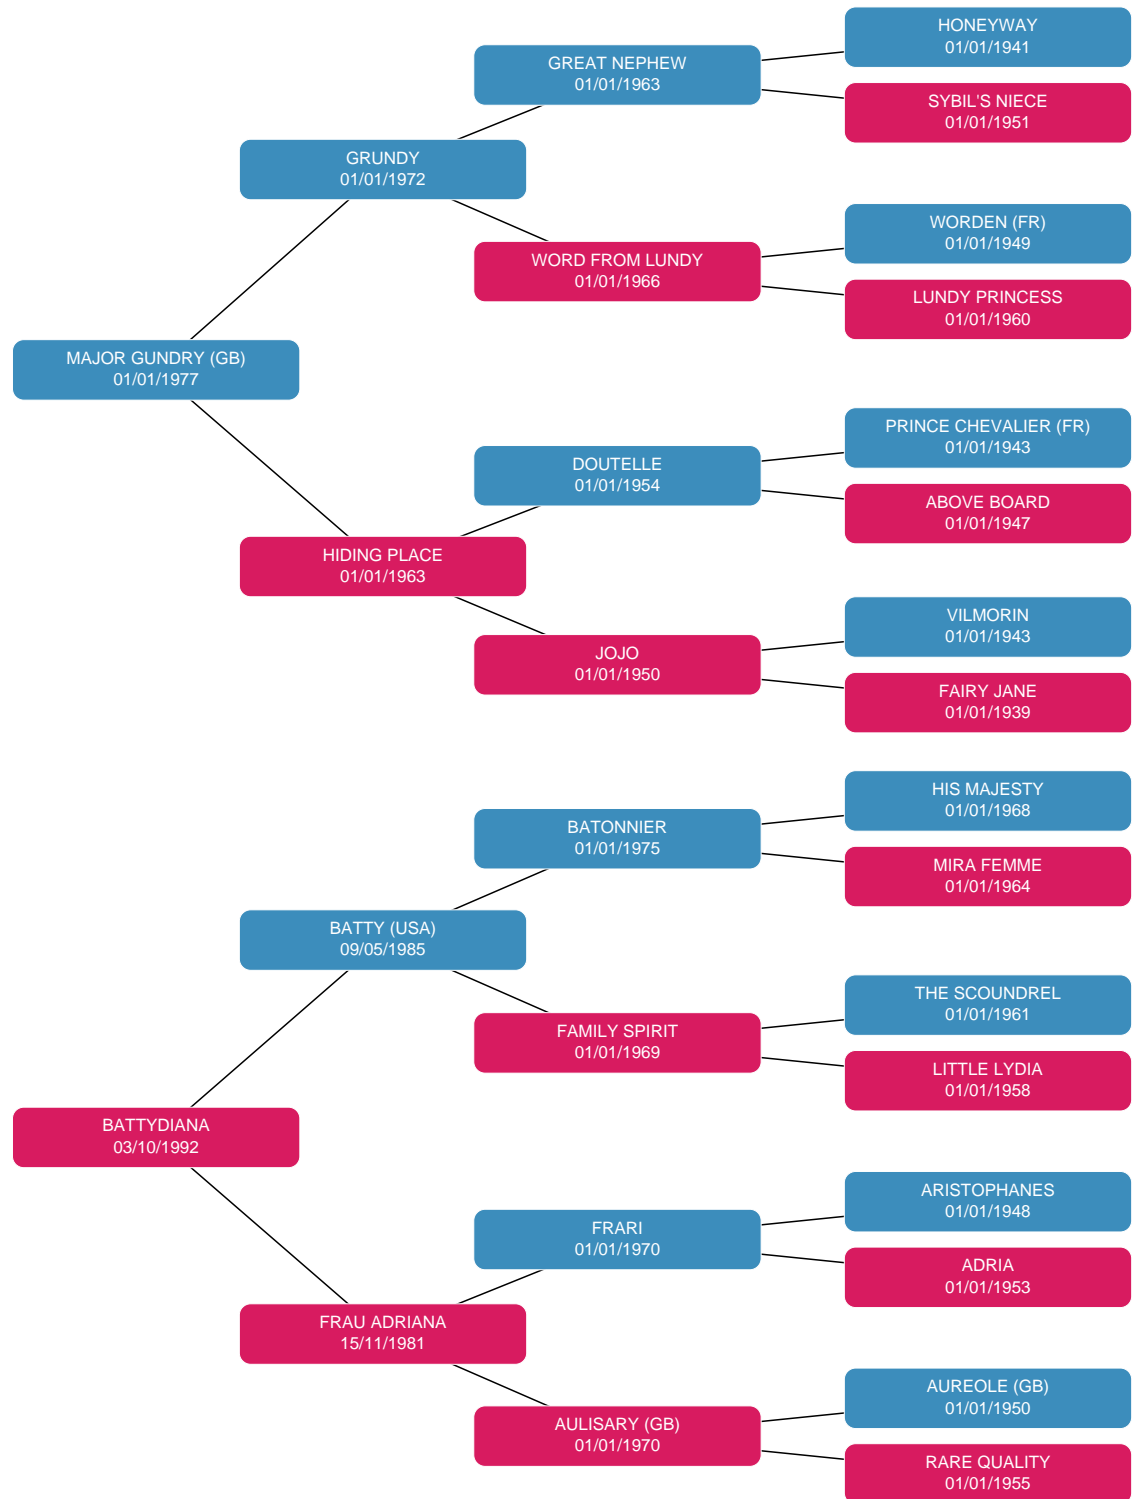 HONEYWAY
01/01/1941
GREAT NEPHEW
01/01/1963
SYBIL'S NIECE
01/01/1951
GRUNDY
01/01/1972
WORDEN (FR)
01/01/1949
WORD FROM LUNDY
01/01/1966
LUNDY PRINCESS
01/01/1960
MAJOR GUNDRY (GB)
01/01/1977
PRINCE CHEVALIER (FR)
01/01/1943
DOUTELLE
01/01/1954
ABOVE BOARD
01/01/1947
HIDING PLACE
01/01/1963
VILMORIN
01/01/1943
JOJO
01/01/1950
FAIRY JANE
01/01/1939
HIS MAJESTY
01/01/1968
BATONNIER
01/01/1975
MIRA FEMME
01/01/1964
BATTY (USA)
09/05/1985
THE SCOUNDREL
01/01/1961
FAMILY SPIRIT
01/01/1969
LITTLE LYDIA
01/01/1958
BATTYDIANA
03/10/1992
ARISTOPHANES
01/01/1948
FRARI
01/01/1970
ADRIA
01/01/1953
FRAU ADRIANA
15/11/1981
AUREOLE (GB)
01/01/1950
AULISARY (GB)
01/01/1970
RARE QUALITY
01/01/1955